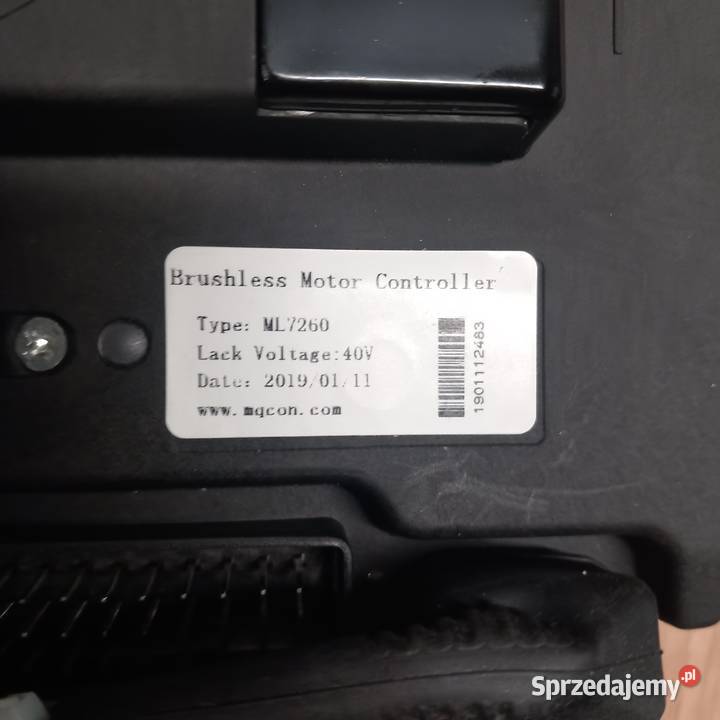 Brushless Motor Controller
Type: ML7260
Lack Voltage:40V
Date: 2019/01/11
www.mqcon.com
1901112483
Sprzedajemy.pl